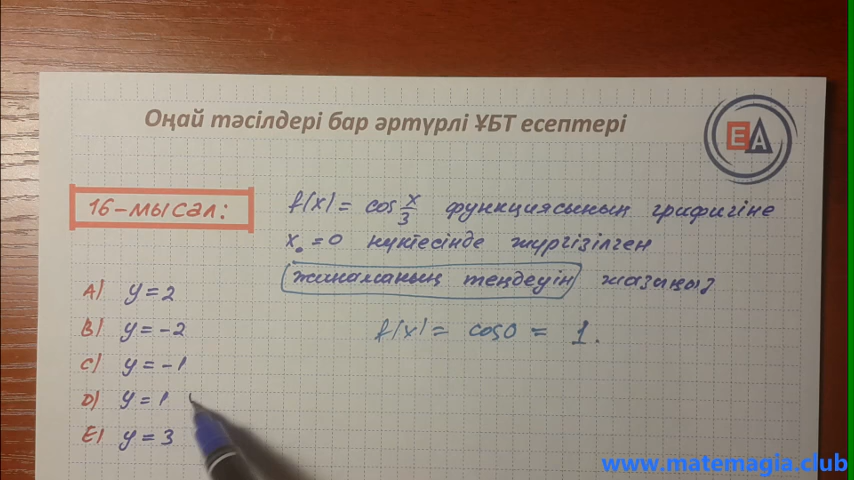 Оңай тәсілдері бар әртүрлі ҰБТ есептері
EA
16-мысал:
f(x) = cos x/3 функциясының графигіне
x₀ = 0 нүктесінде жүргізілген
жанаманың теңдеуін жазыңыз
A) y = 2
B) y = -2
C) y = -1
D) y = 1
E) y = 3
f(x) = cos0 = 1.
www.matemagia.club